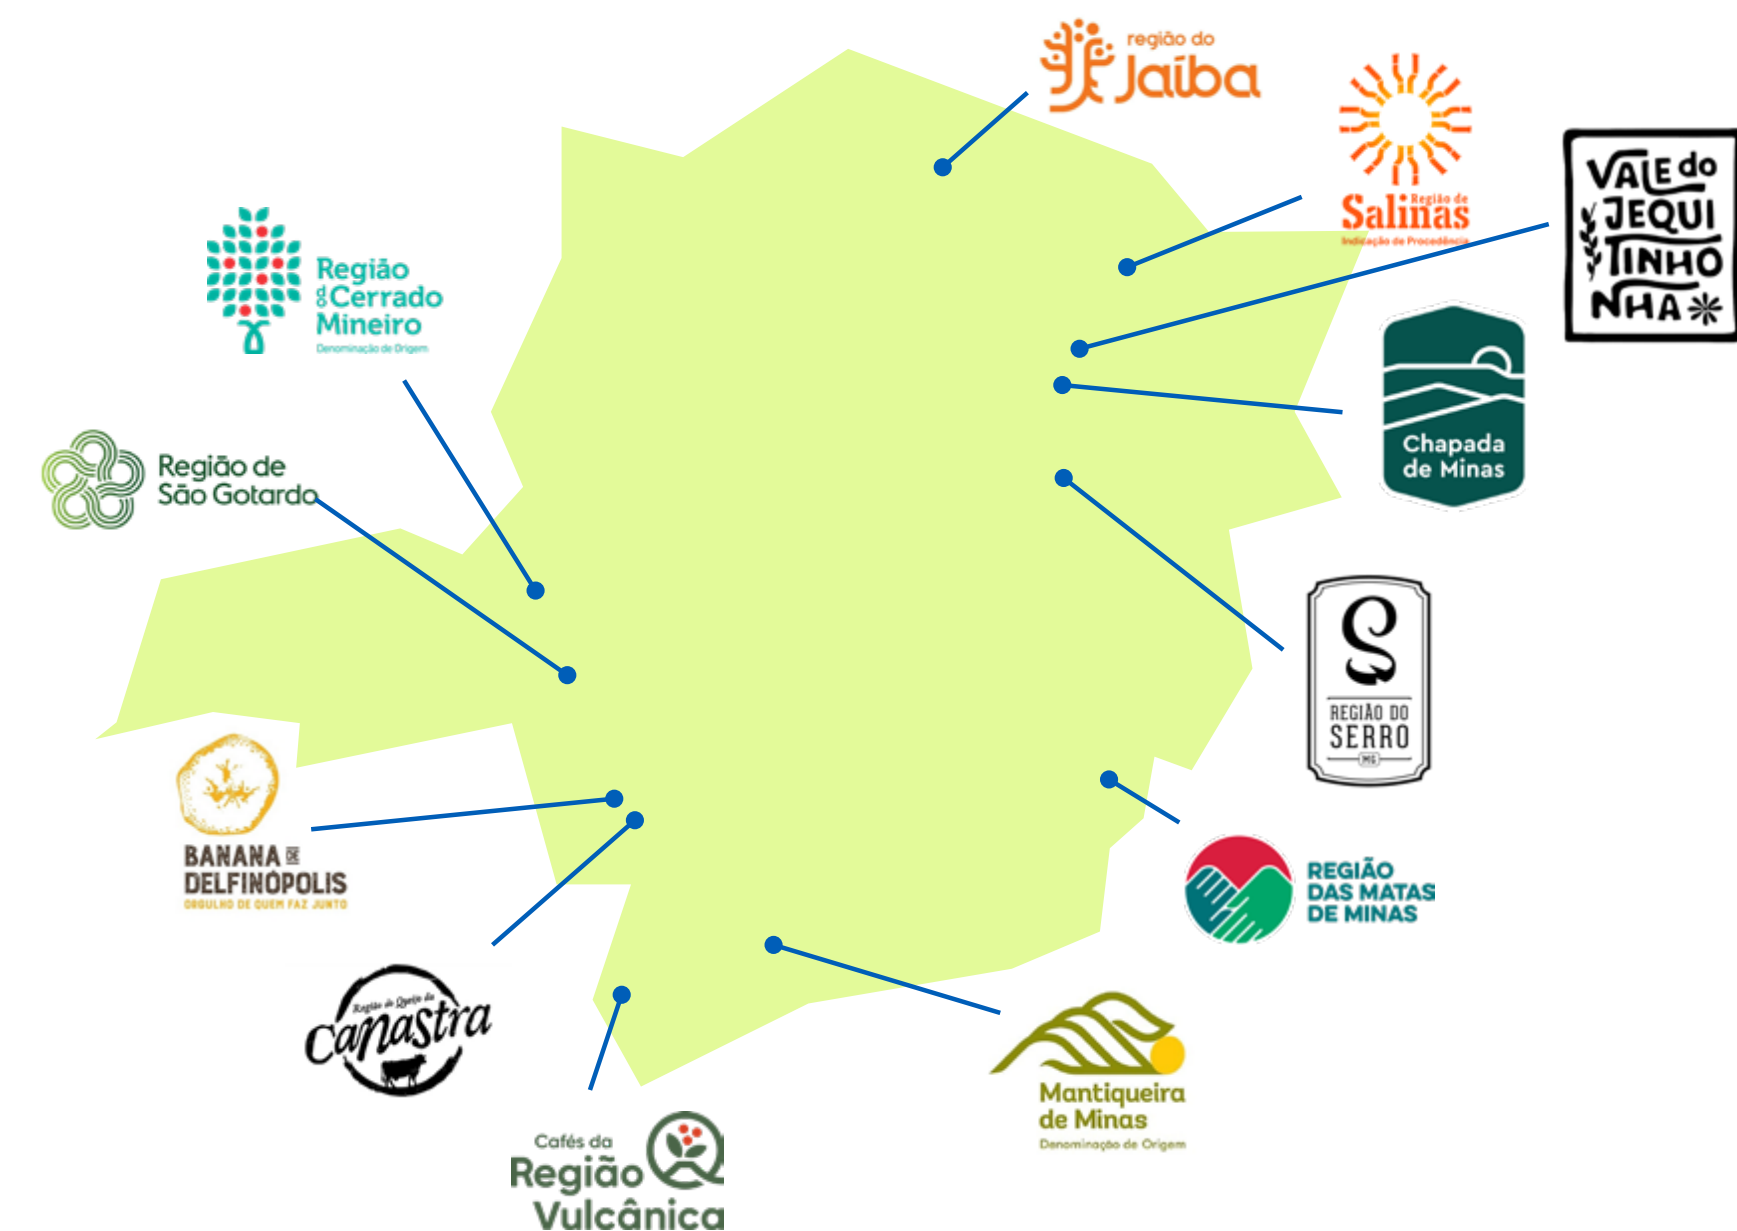 região do
Jaíba
Região de
Salinas
Indicação de Procedência
VALE do
JEQUI
TINHO
NHA
Região
do Cerrado
Mineiro
Denominação de Origem
Chapada
de Minas
Região de
São Gotardo
REGIÃO DO
SERRO
MG
BANANA DE
DELFINÓPOLIS
ORGULHO DE QUEM FAZ JUNTO
REGIÃO
DAS MATAS
DE MINAS
Região do Queijo da
Canastra
Mantiqueira
de Minas
Denominação de Origem
Cafés da
Região
Vulcânica